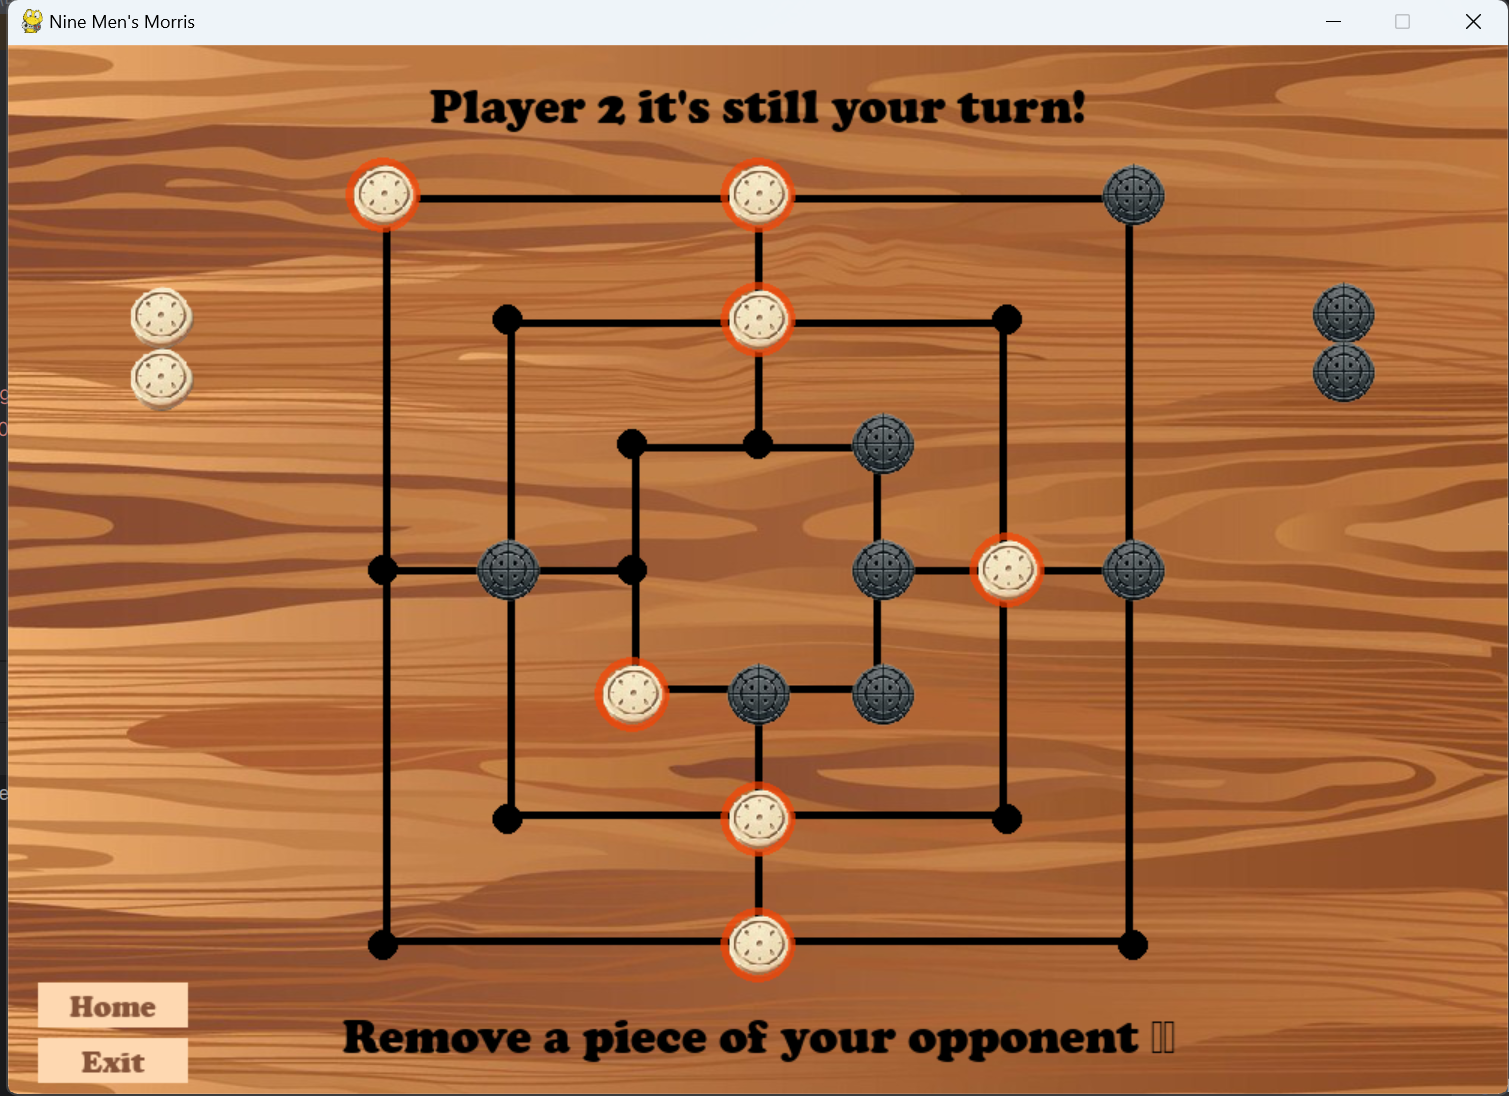 Nine Men's Morris
Player 2 it's still your turn!
Home
Remove a piece of your opponent
Exit